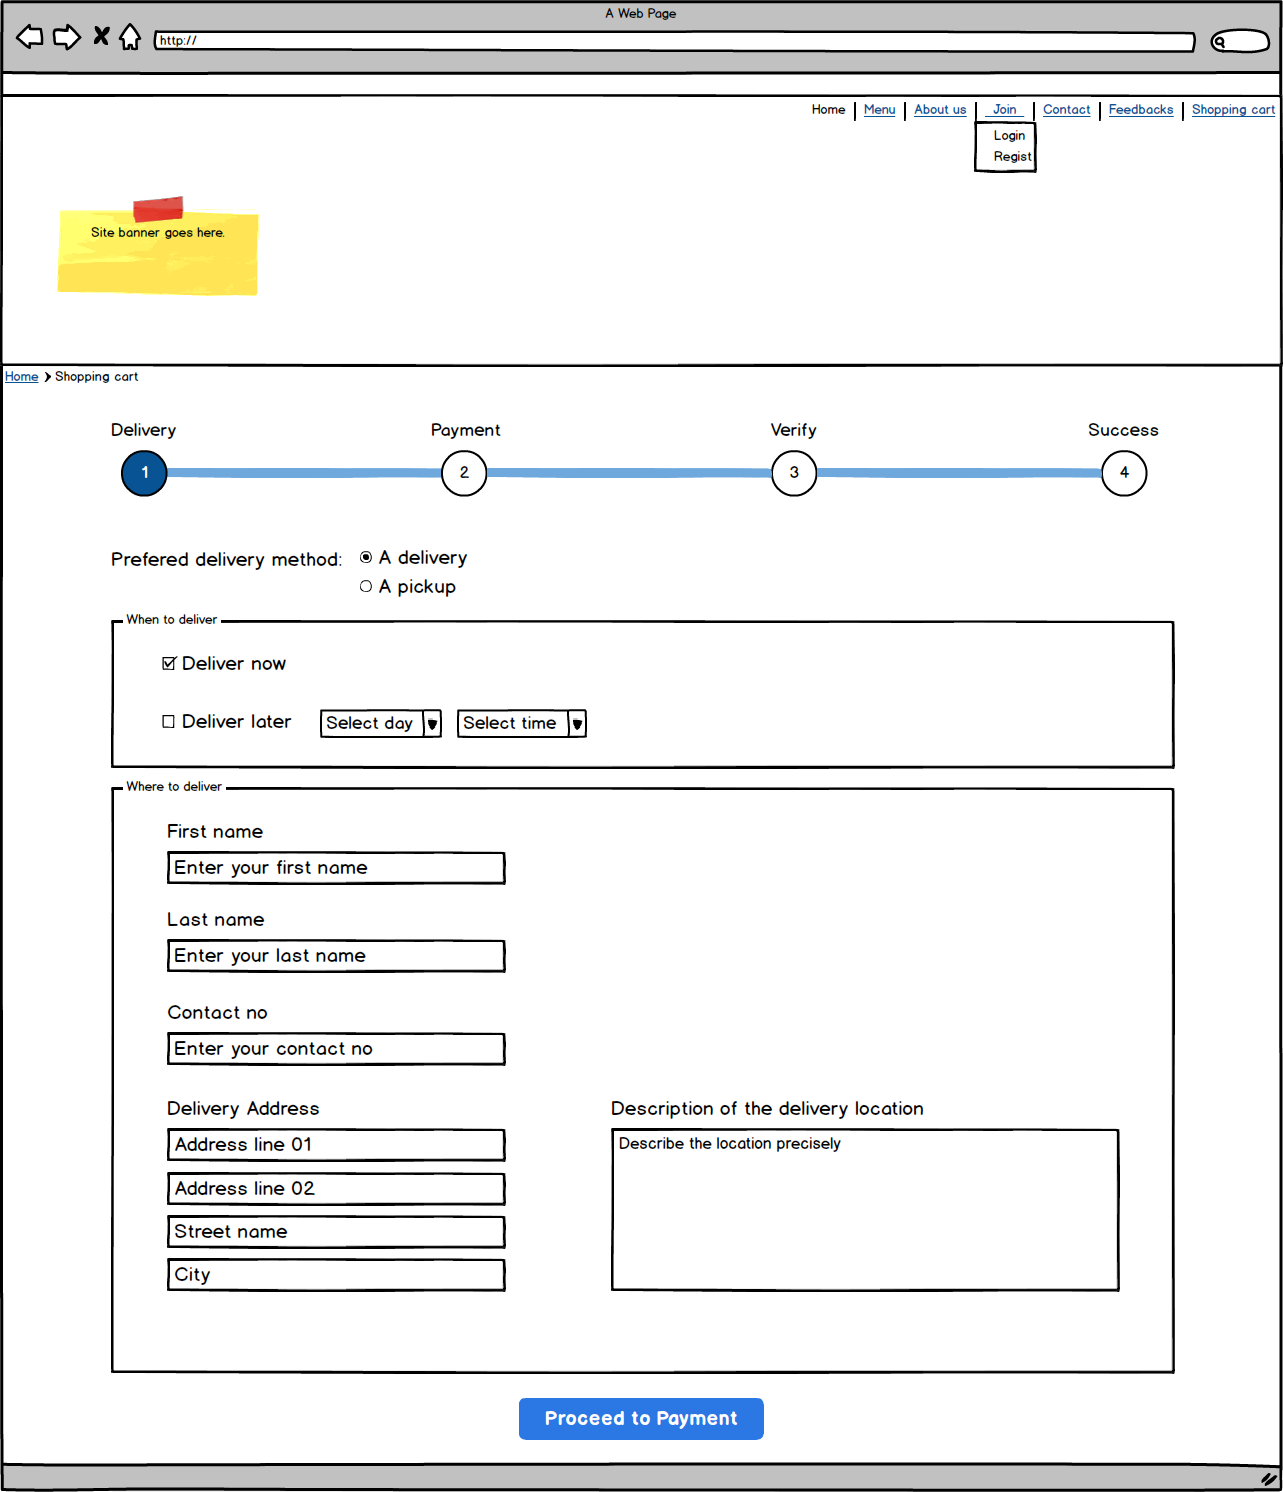 A Web Page
http://
Home Menu About us Join Contact Feedbacks Shopping cart
Login
Regist
Site banner goes here.
Home Shopping cart
Delivery Payment Verify Success
1 2 3 4
Prefered delivery method: A delivery
A pickup
When to deliver
Deliver now
Deliver later Select day Select time
Where to deliver
First name
Enter your first name
Last name
Enter your last name
Contact no
Enter your contact no
Delivery Address Description of the delivery location
Address line 01 Describe the location precisely
Address line 02
Street name
City
Proceed to Payment